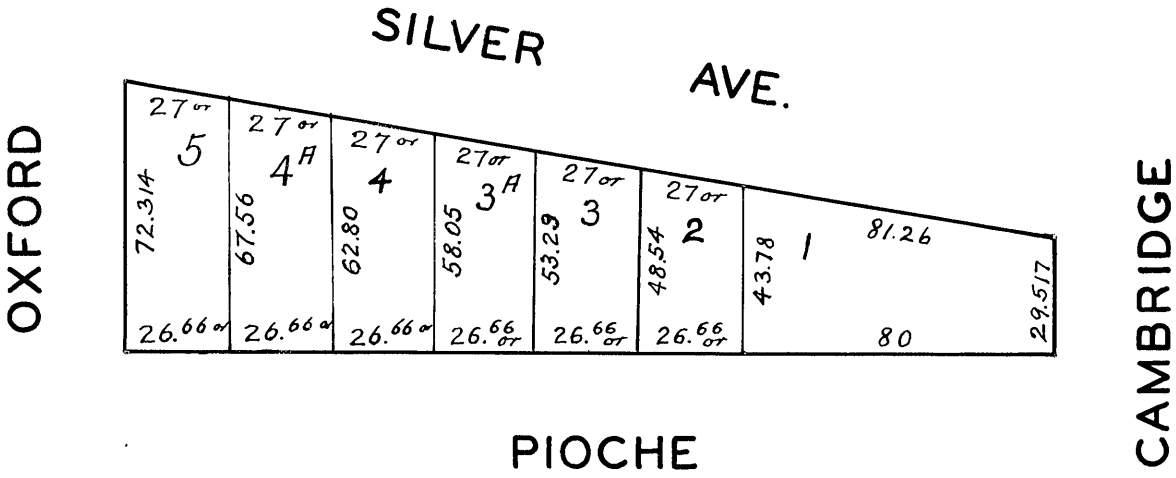 SILVER AVE.
OXFORD
CAMBRIDGE
PIOCHE
27 or 27 or 27 or 27 or 27 or 27 or 81.26
5 4A 4 3A 3 2 1
72.314 67.56 62.80 58.05 53.29 48.54 43.78 29.517
26.66 or 26.66 or 26.66 or 26.66 or 26.66 or 26.66 or 80